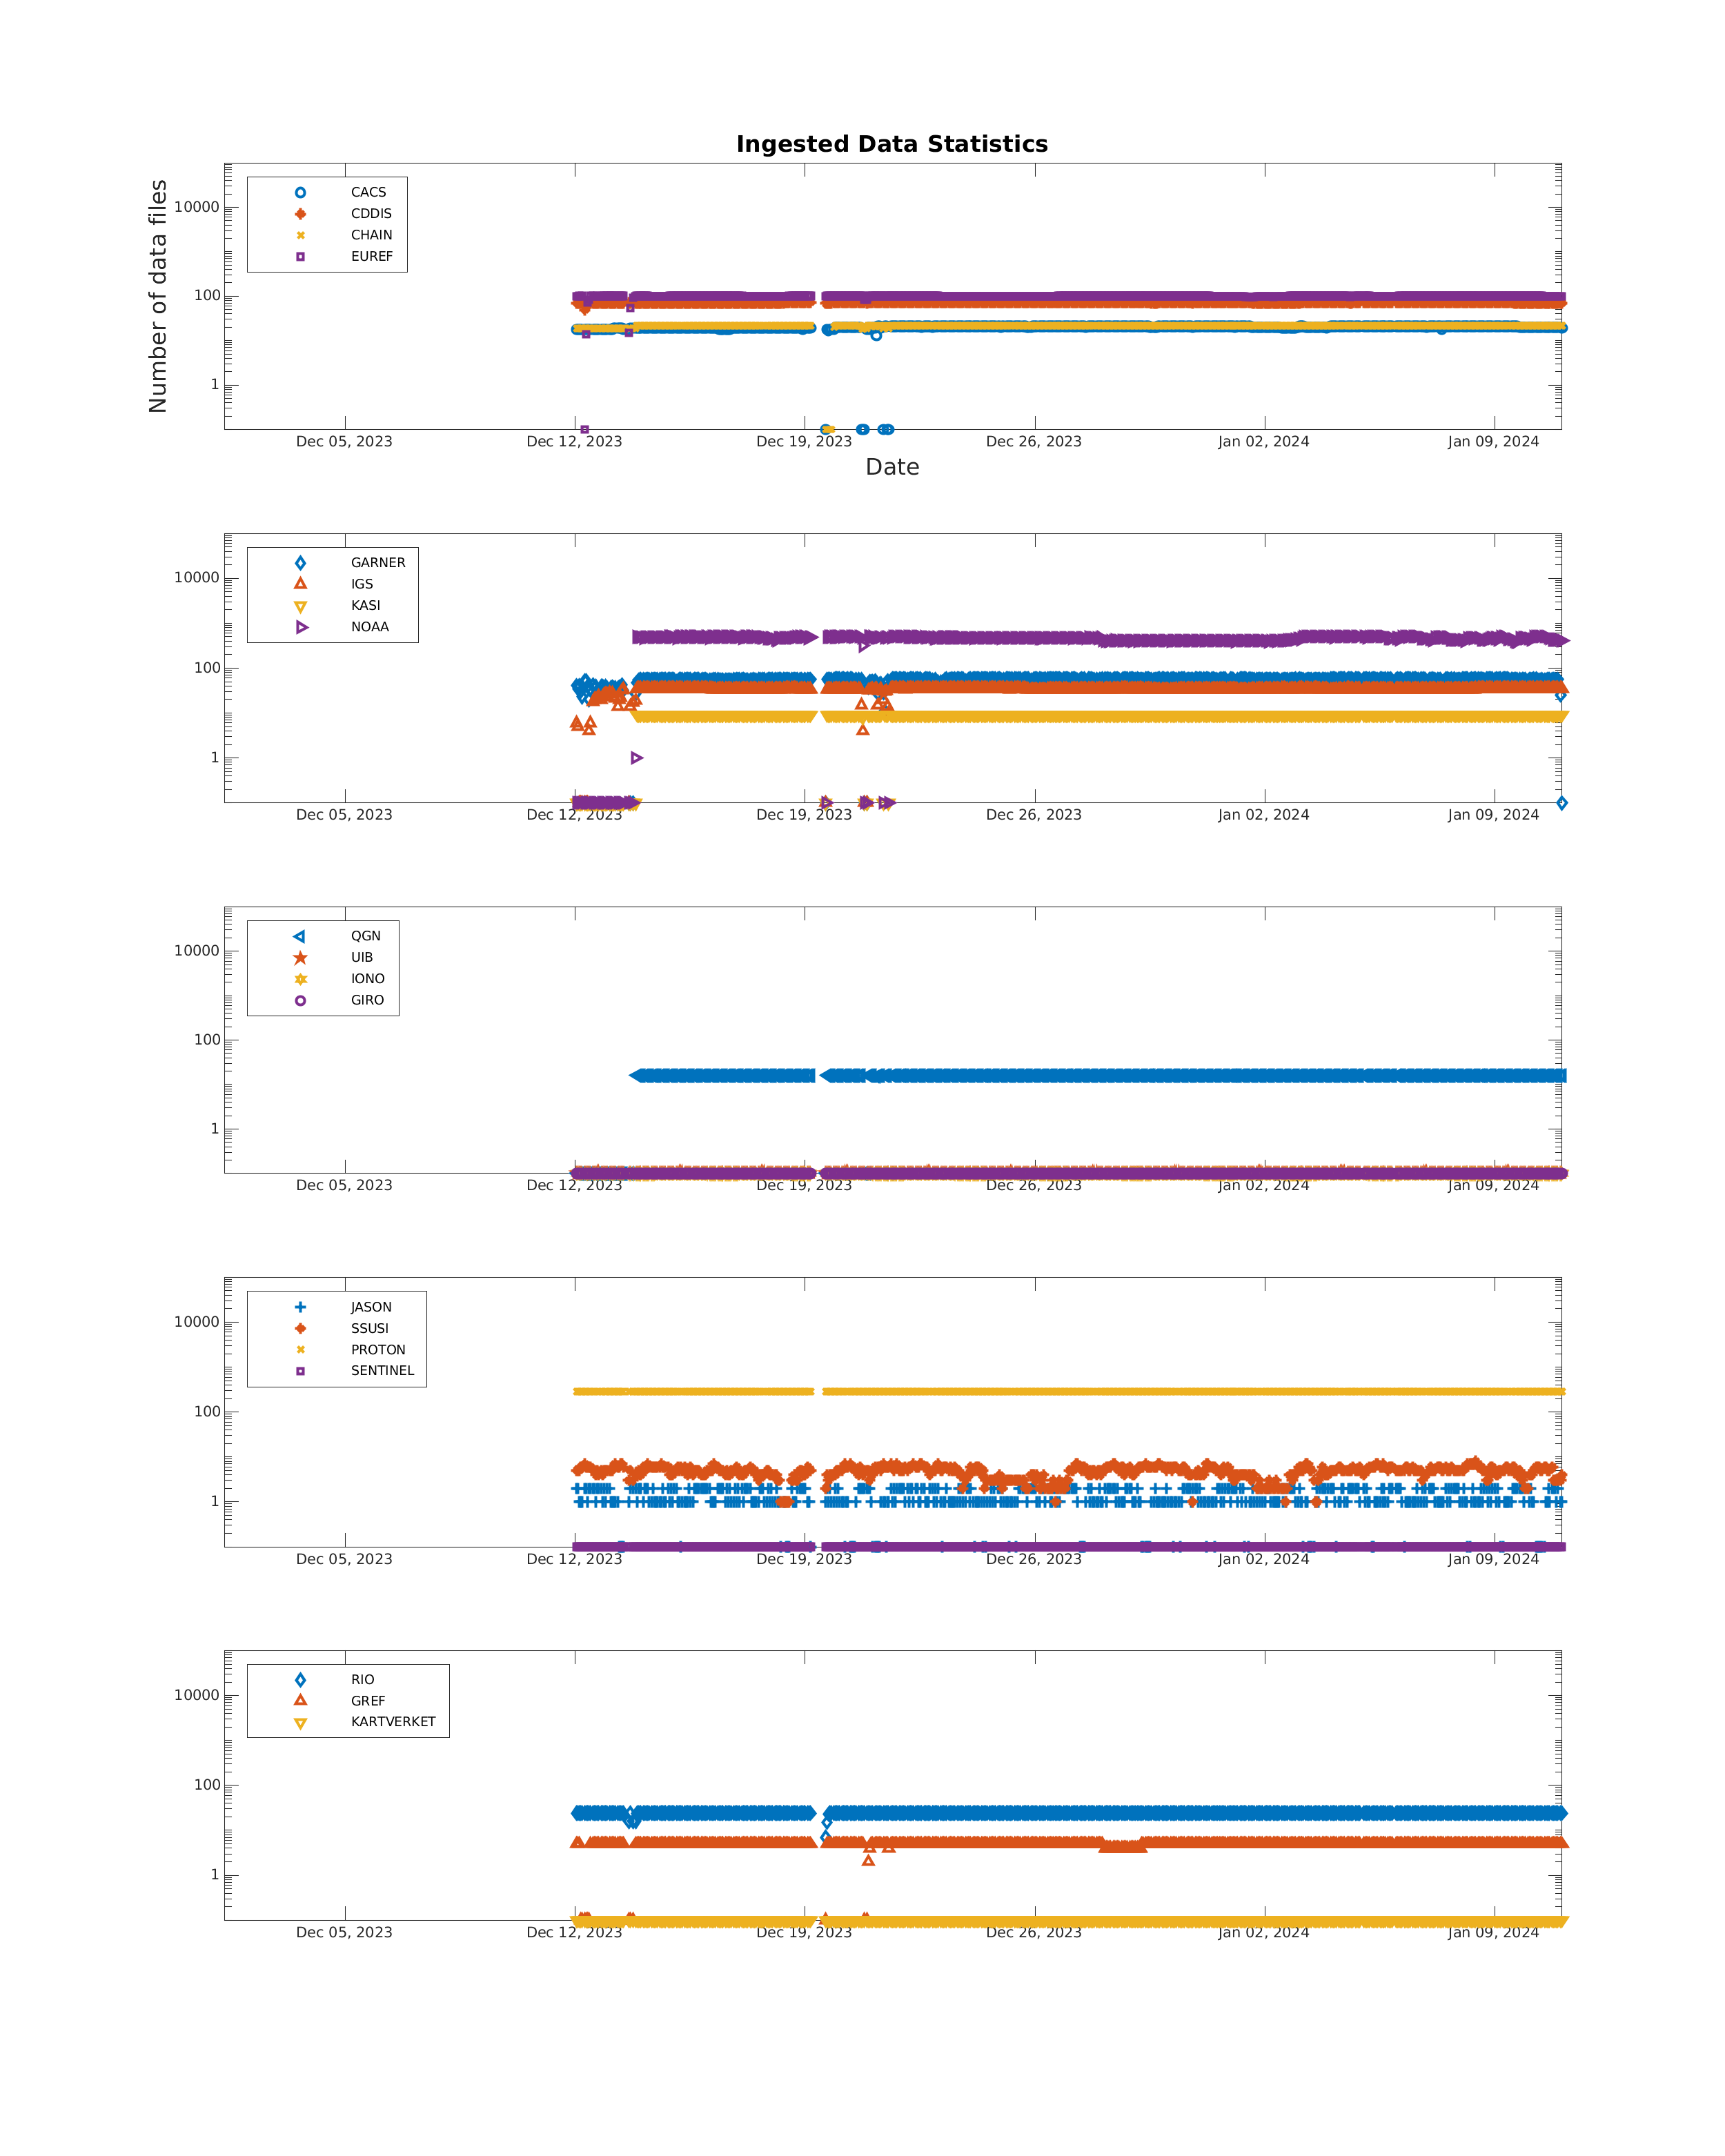 Ingested Data Statistics
Number of data files
CACS
CDDIS
CHAIN
EUREF
10000
100
1
Dec 05, 2023 Dec 12, 2023 Dec 19, 2023 Dec 26, 2023 Jan 02, 2024 Jan 09, 2024
Date
GARNER
IGS
KASI
NOAA
10000
100
1
Dec 05, 2023 Dec 12, 2023 Dec 19, 2023 Dec 26, 2023 Jan 02, 2024 Jan 09, 2024
QGN
UIB
IONO
GIRO
10000
100
1
Dec 05, 2023 Dec 12, 2023 Dec 19, 2023 Dec 26, 2023 Jan 02, 2024 Jan 09, 2024
JASON
SSUSI
PROTON
SENTINEL
10000
100
1
Dec 05, 2023 Dec 12, 2023 Dec 19, 2023 Dec 26, 2023 Jan 02, 2024 Jan 09, 2024
RIO
GREF
KARTVERKET
10000
100
1
Dec 05, 2023 Dec 12, 2023 Dec 19, 2023 Dec 26, 2023 Jan 02, 2024 Jan 09, 2024